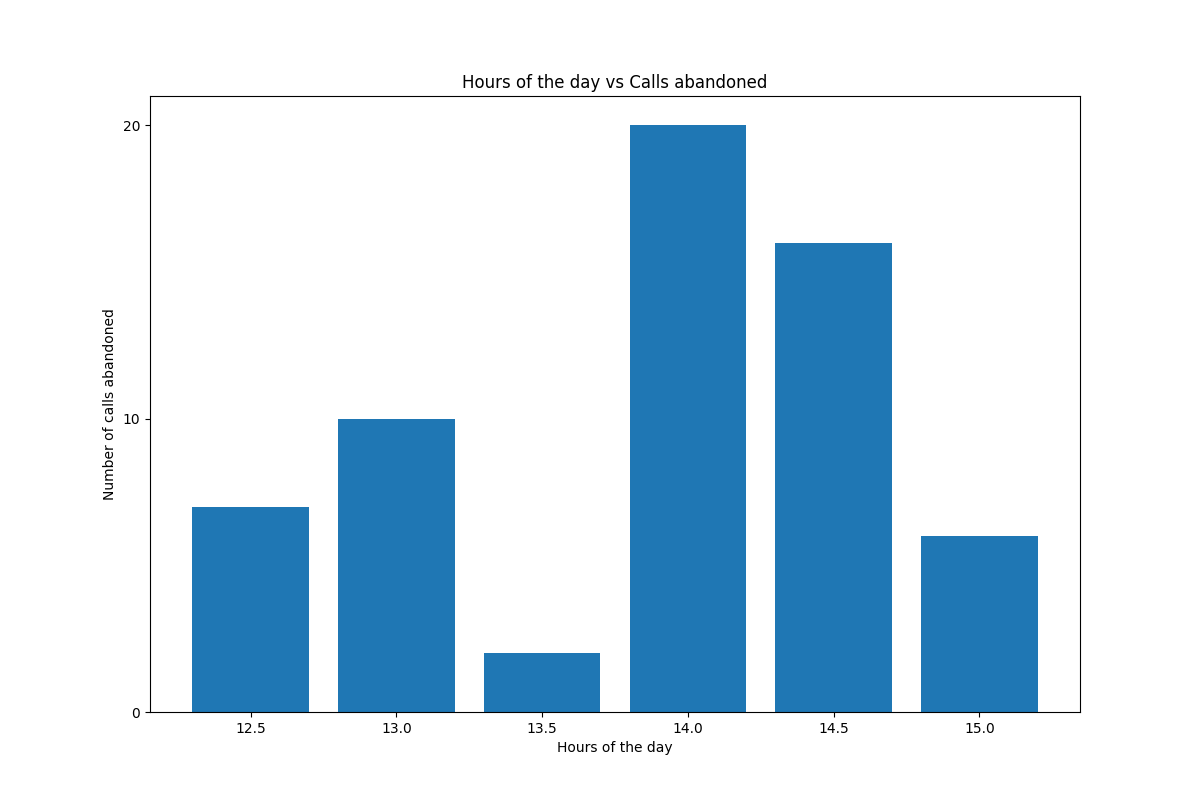 Hours of the day vs Calls abandoned
20
10
0
Number of calls abandoned
12.5 13.0 13.5 14.0 14.5 15.0
Hours of the day